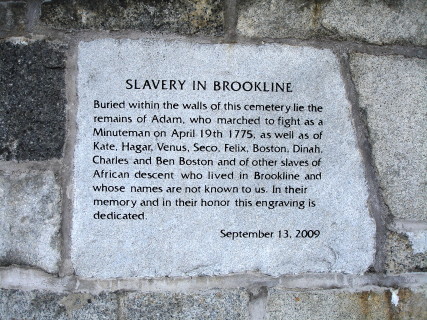 SLAVERY IN BROOKLINE
Buried within the walls of this cemetery lie the
remains of Adam, who marched to fight as a
Minuteman on April 19th 1775, as well as of
Kate, Hagar, Venus, Seco, Felix, Boston, Dinah,
Charles and Ben Boston and of other slaves of
African descent who lived in Brookline and
whose names are not known to us. In their
memory and in their honor this engraving is
dedicated.
September 13, 2009